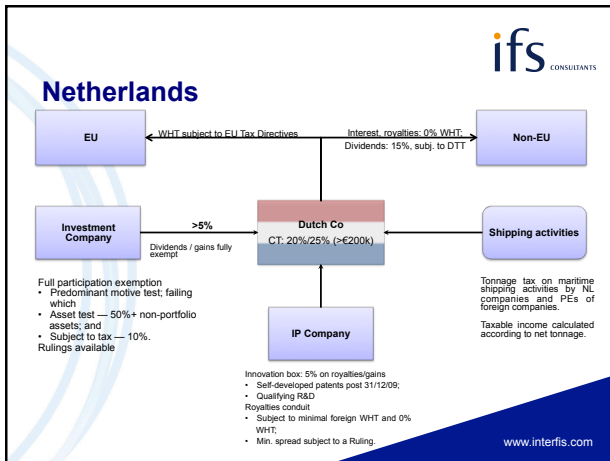 ifs CONSULTANTS
Netherlands
EU
WHT subject to EU Tax Directives
Interest, royalties: 0% WHT;
Dividends: 15%, subj. to DTT
Non-EU
Investment
Company
>5%
Dividends / gains fully
exempt
Dutch Co
CT: 20%/25% (>€200k)
Shipping activities
Full participation exemption
• Predominant motive test; failing
which
• Asset test — 50%+ non-portfolio
assets; and
• Subject to tax — 10%.
Rulings available
IP Company
Tonnage tax on maritime
shipping activities by NL
companies and PEs of
foreign companies.
Taxable income calculated
according to net tonnage.
Innovation box: 5% on royalties/gains
• Self-developed patents post 31/12/09;
• Qualifying R&D
Royalties conduit
• Subject to minimal foreign WHT and 0%
WHT;
• Min. spread subject to a Ruling.
www.interfis.com